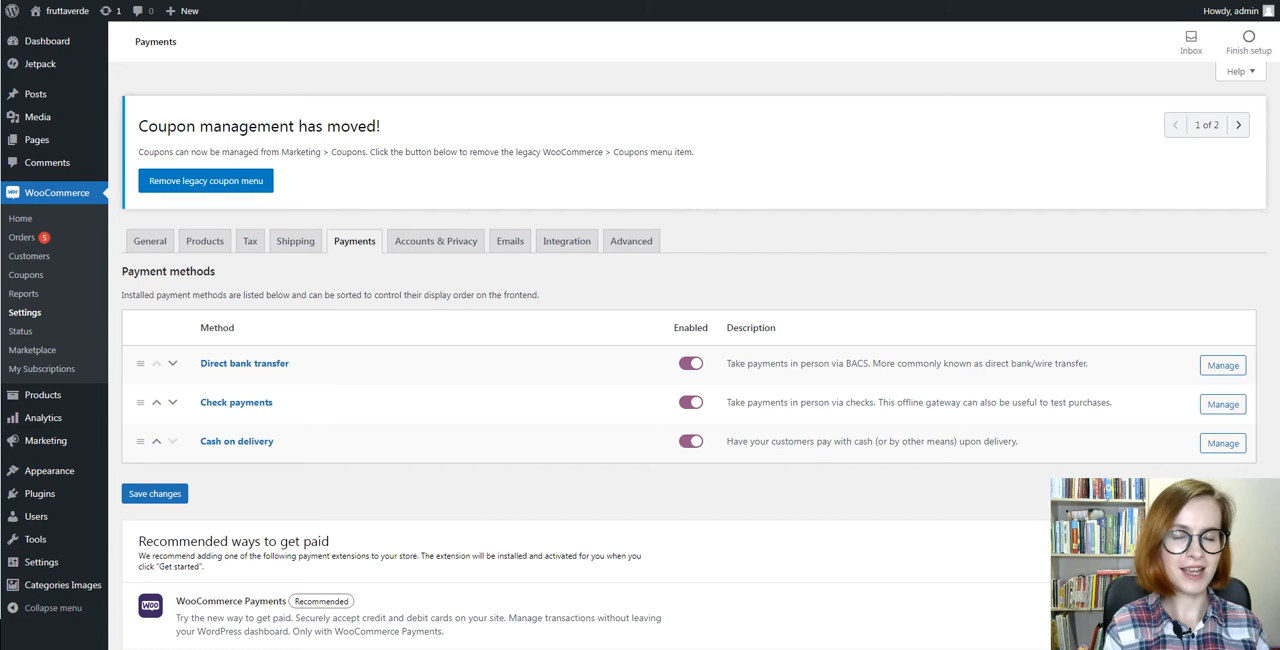 fruttaverde 1 0 New Howdy, admin
Dashboard
Jetpack
Posts
Media
Pages
Comments
WooCommerce
Home
Orders 5
Customers
Coupons
Reports
Settings
Status
Marketplace
My Subscriptions
Products
Analytics
Marketing
Appearance
Plugins
Users
Tools
Settings
Categories Images
Collapse menu
Payments
Inbox
Finish setup
Help
Coupon management has moved!
1 of 2
Coupons can now be managed from Marketing > Coupons. Click the button below to remove the legacy WooCommerce > Coupons menu item.
Remove legacy coupon menu
General Products Tax Shipping Payments Accounts & Privacy Emails Integration Advanced
Payment methods
Installed payment methods are listed below and can be sorted to control their display order on the frontend.
Method Enabled Description
Direct bank transfer Take payments in person via BACS. More commonly known as direct bank/wire transfer. Manage
Check payments Take payments in person via checks. This offline gateway can also be useful to test purchases. Manage
Cash on delivery Have your customers pay with cash (or by other means) upon delivery. Manage
Save changes
Recommended ways to get paid
We recommend adding one of the following payment extensions to your store. The extension will be installed and activated for you when you
click "Get started".
WOO
WooCommerce Payments Recommended
Try the new way to get paid. Securely accept credit and debit cards on your site. Manage transactions without leaving
your WordPress dashboard. Only with WooCommerce Payments.